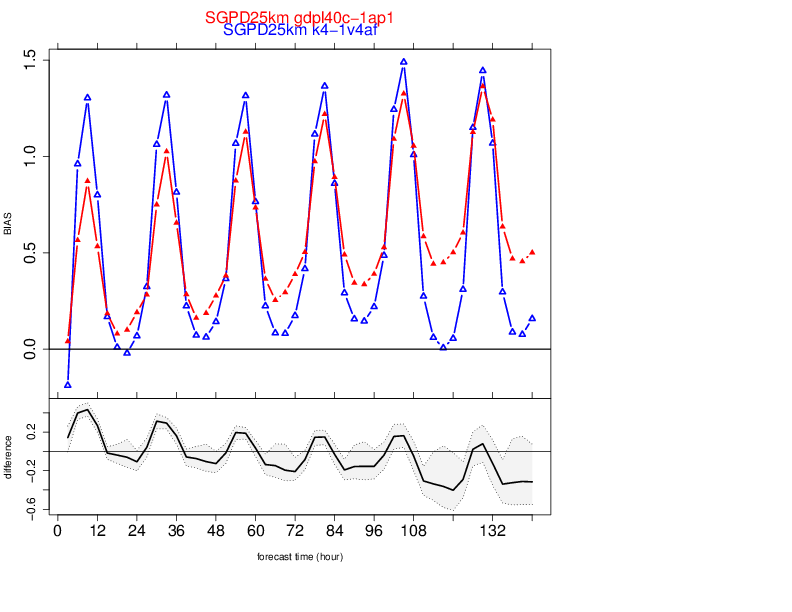 SGPD25km gdpl40c−1ap1
SGPD25km k4−1v4af
1.5
1.0
0.5
0.0
BIAS
0.2
−0.2
−0.6
difference
0 12 24 36 48 60 72 84 96 108 132
forecast time (hour)